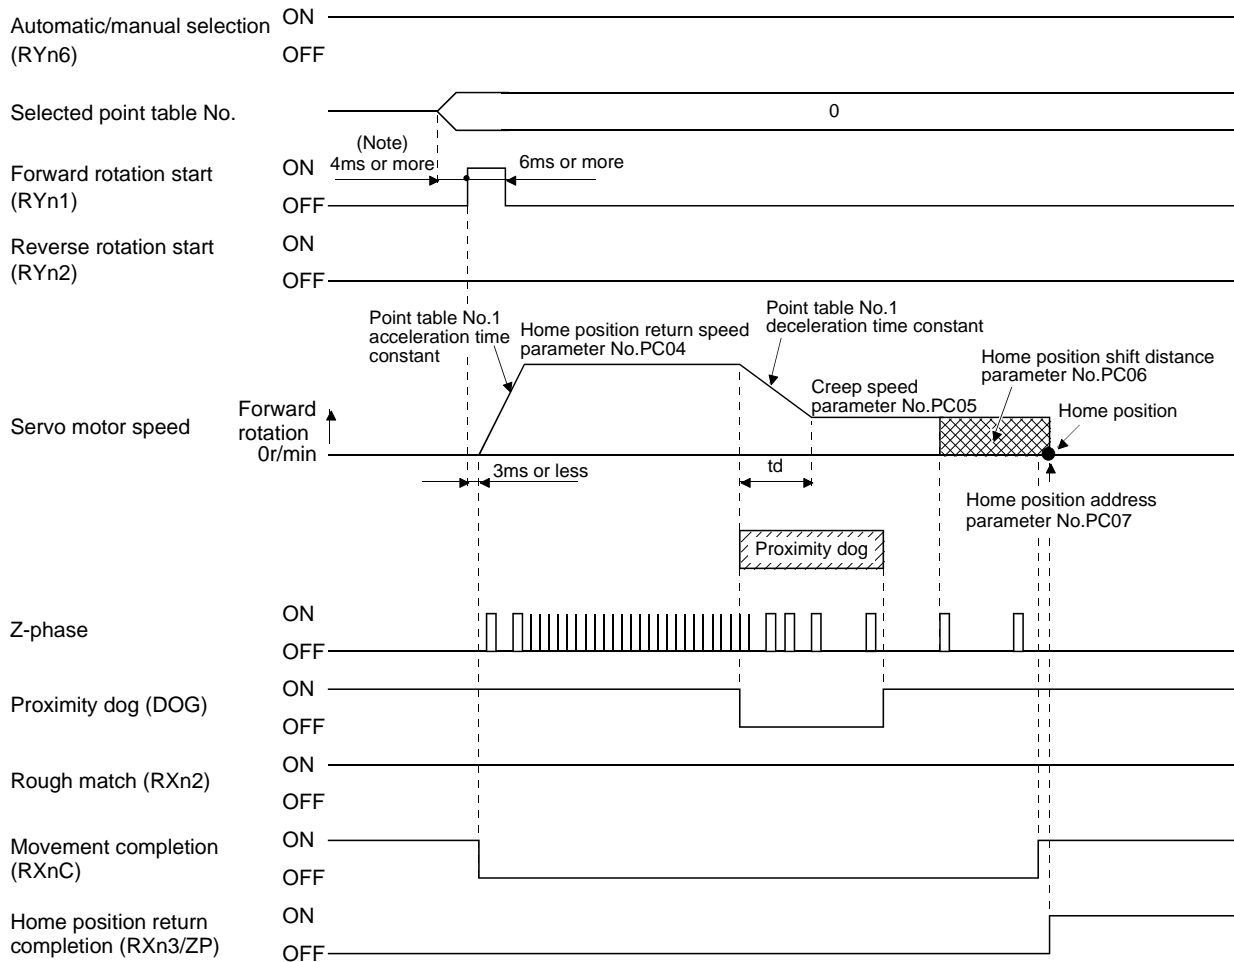 Automatic/manual selection
(RYn6)
ON
OFF
Selected point table No.
0
Forward rotation start
(RYn1)
ON
OFF
(Note)
4ms or more
6ms or more
Reverse rotation start
(RYn2)
ON
OFF
Servo motor speed
Forward
rotation
0r/min
Point table No.1
acceleration time
constant
Home position return speed
parameter No.PC04
Point table No.1
deceleration time constant
Creep speed
parameter No.PC05
Home position shift distance
parameter No.PC06
Home position
3ms or less
td
Home position address
parameter No.PC07
Proximity dog
Z-phase
ON
OFF
Proximity dog (DOG)
ON
OFF
Rough match (RXn2)
ON
OFF
Movement completion
(RXnC)
ON
OFF
Home position return
completion (RXn3/ZP)
ON
OFF